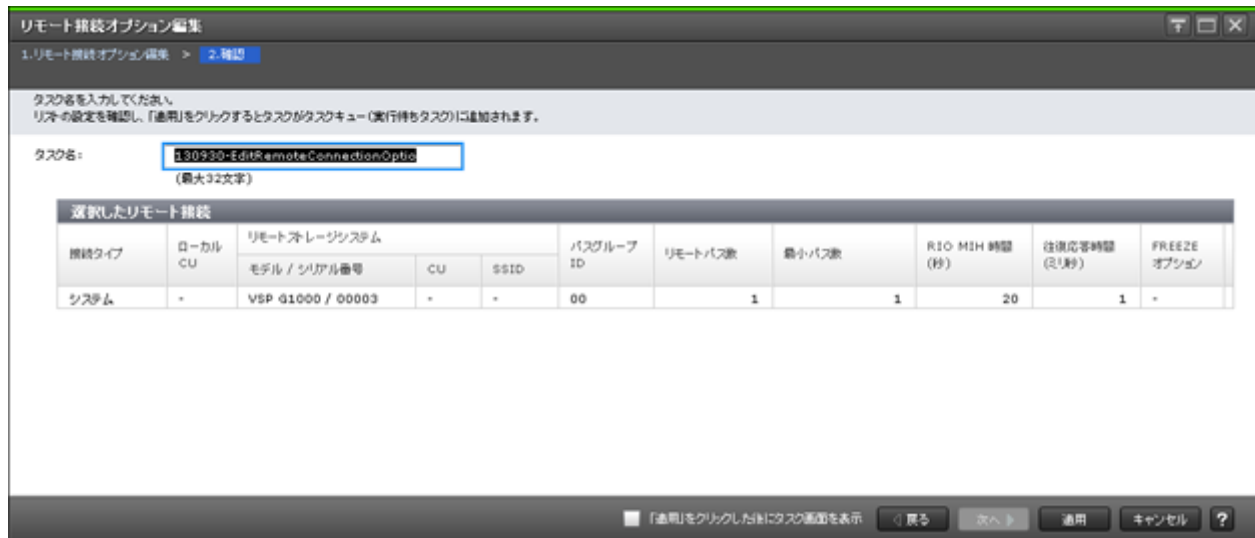 リモート接続オプション編集
1.リモート接続オプション編集 > 2.確認
タスク名を入力してください。
リストの設定を確認し、「適用」をクリックするとタスクがタスクキュー(実行待ちタスク)に追加されます。
タスク名:
130930-EditRemoteConnectionOptio
(最大32文字)
選択したリモート接続
接続タイプ ローカル CU リモートストレージシステム パスグループ ID リモートパス数 最小パス数 RIO MIH 時間 (秒) 往復応答時間 (ミリ秒) FREEZE オプション
モデル / シリアル番号 CU SSID
システム - VSP G1000 / 00003 - - 00 1 1 20 1 -
「適用」をクリックした後にタスク画面を表示 戻る 次へ 適用 キャンセル ?